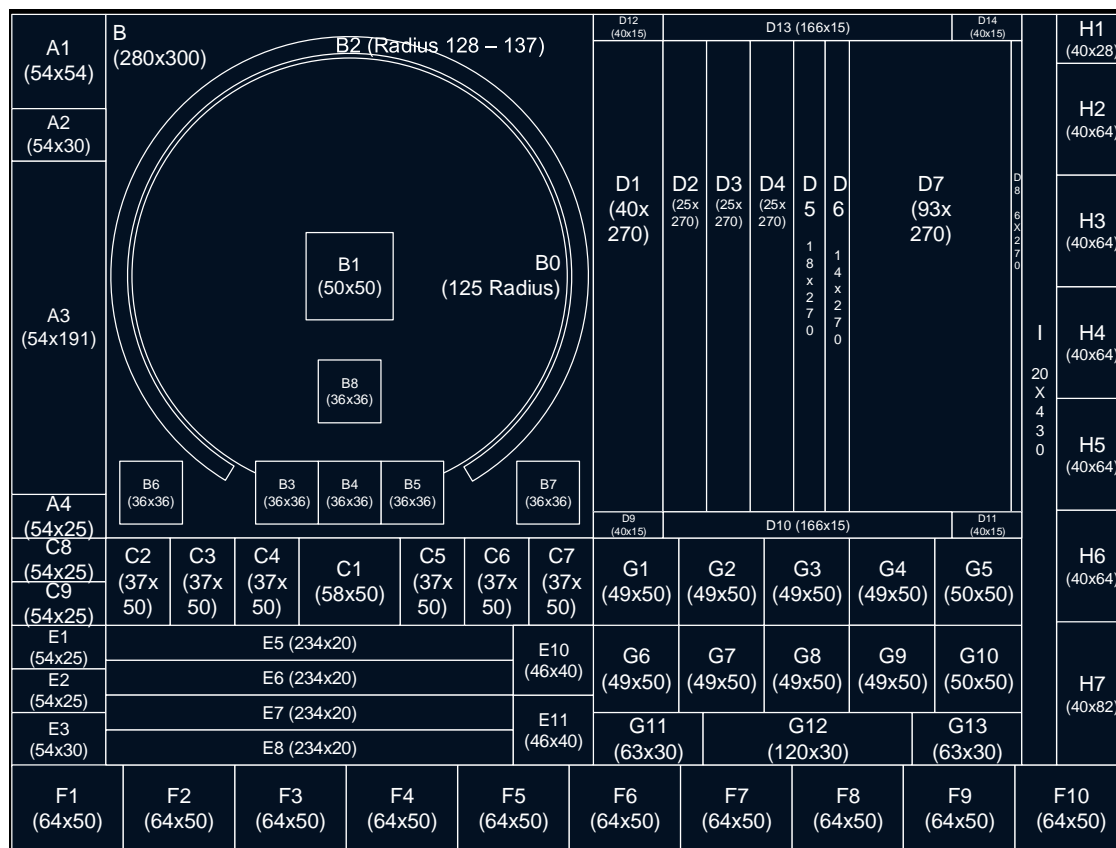 A1
(54x54)
A2
(54x30)
A3
(54x191)
A4
(54x25)
B
(280x300)
B2 (Radius 128 – 137)
B1
(50x50)
B0
(125 Radius)
B8
(36x36)
B6
(36x36)
B3
(36x36)
B4
(36x36)
B5
(36x36)
B7
(36x36)
D12
(40x15)
D13 (166x15)
D14
(40x15)
D1
(40x
270)
D2
(25x
270)
D3
(25x
270)
D4
(25x
270)
D
5
1
8
x
2
7
0
D
6
1
4
x
2
7
0
D7
(93x
270)
D
8
6
X
2
7
0
D9
(40x15)
D10 (166x15)
D11
(40x15)
I
20
X
4
3
0
H1
(40x28)
H2
(40x64)
H3
(40x64)
H4
(40x64)
H5
(40x64)
H6
(40x64)
H7
(40x82)
C8
(54x25)
C9
(54x25)
C2
(37x
50)
C3
(37x
50)
C4
(37x
50)
C1
(58x50)
C5
(37x
50)
C6
(37x
50)
C7
(37x
50)
G1
(49x50)
G2
(49x50)
G3
(49x50)
G4
(49x50)
G5
(50x50)
E1
(54x25)
E2
(54x25)
E3
(54x30)
E5 (234x20)
E6 (234x20)
E7 (234x20)
E8 (234x20)
E10
(46x40)
E11
(46x40)
G6
(49x50)
G7
(49x50)
G8
(49x50)
G9
(49x50)
G10
(50x50)
G11
(63x30)
G12
(120x30)
G13
(63x30)
F1
(64x50)
F2
(64x50)
F3
(64x50)
F4
(64x50)
F5
(64x50)
F6
(64x50)
F7
(64x50)
F8
(64x50)
F9
(64x50)
F10
(64x50)